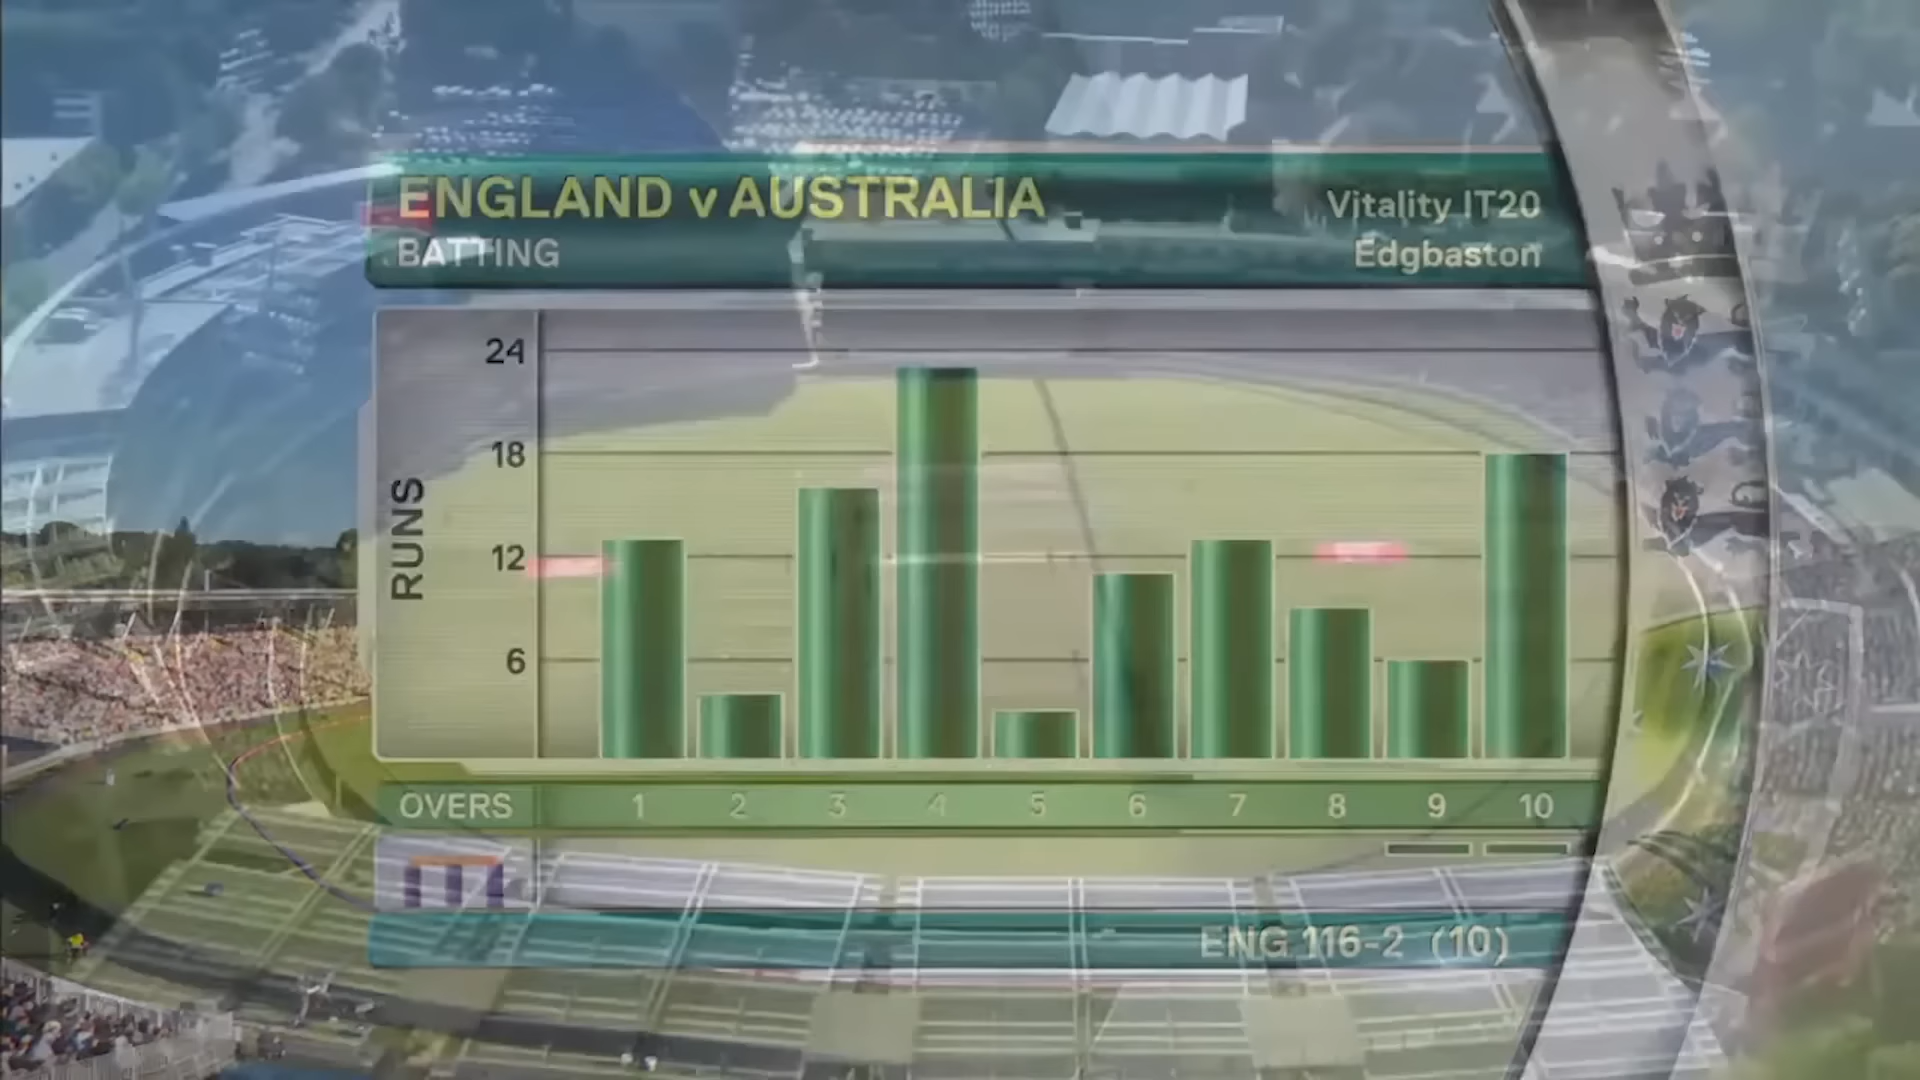 ENGLAND v AUSTRALIA
Vitality IT20
BATTING
Edgbaston
RUNS
24
18
12
6
OVERS 1 2 3 4 5 6 7 8 9 10
ENG 116-2 (10)